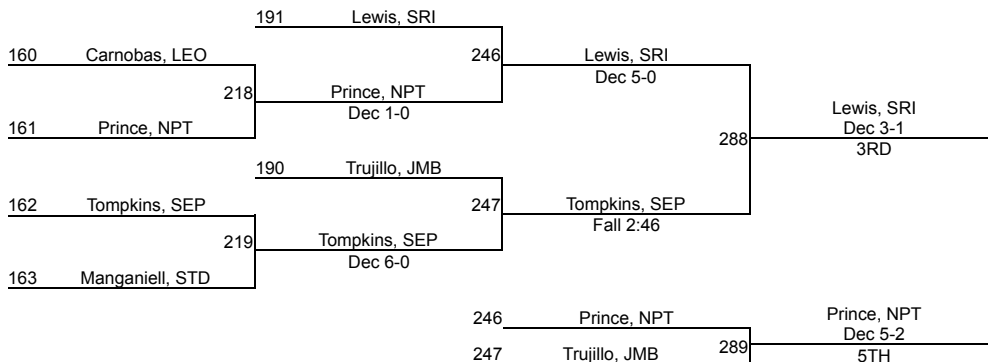 191 Lewis, SRI
160 Carnobas, LEO
246 Lewis, SRI
Dec 5-0
218 Prince, NPT
Dec 1-0
161 Prince, NPT
Lewis, SRI
288 Dec 3-1
3RD
190 Trujillo, JMB
162 Tompkins, SEP
247 Tompkins, SEP
Fall 2:46
219 Tompkins, SEP
Dec 6-0
163 Manganiell, STD
246 Prince, NPT
Prince, NPT
289 Dec 5-2
5TH
247 Trujillo, JMB